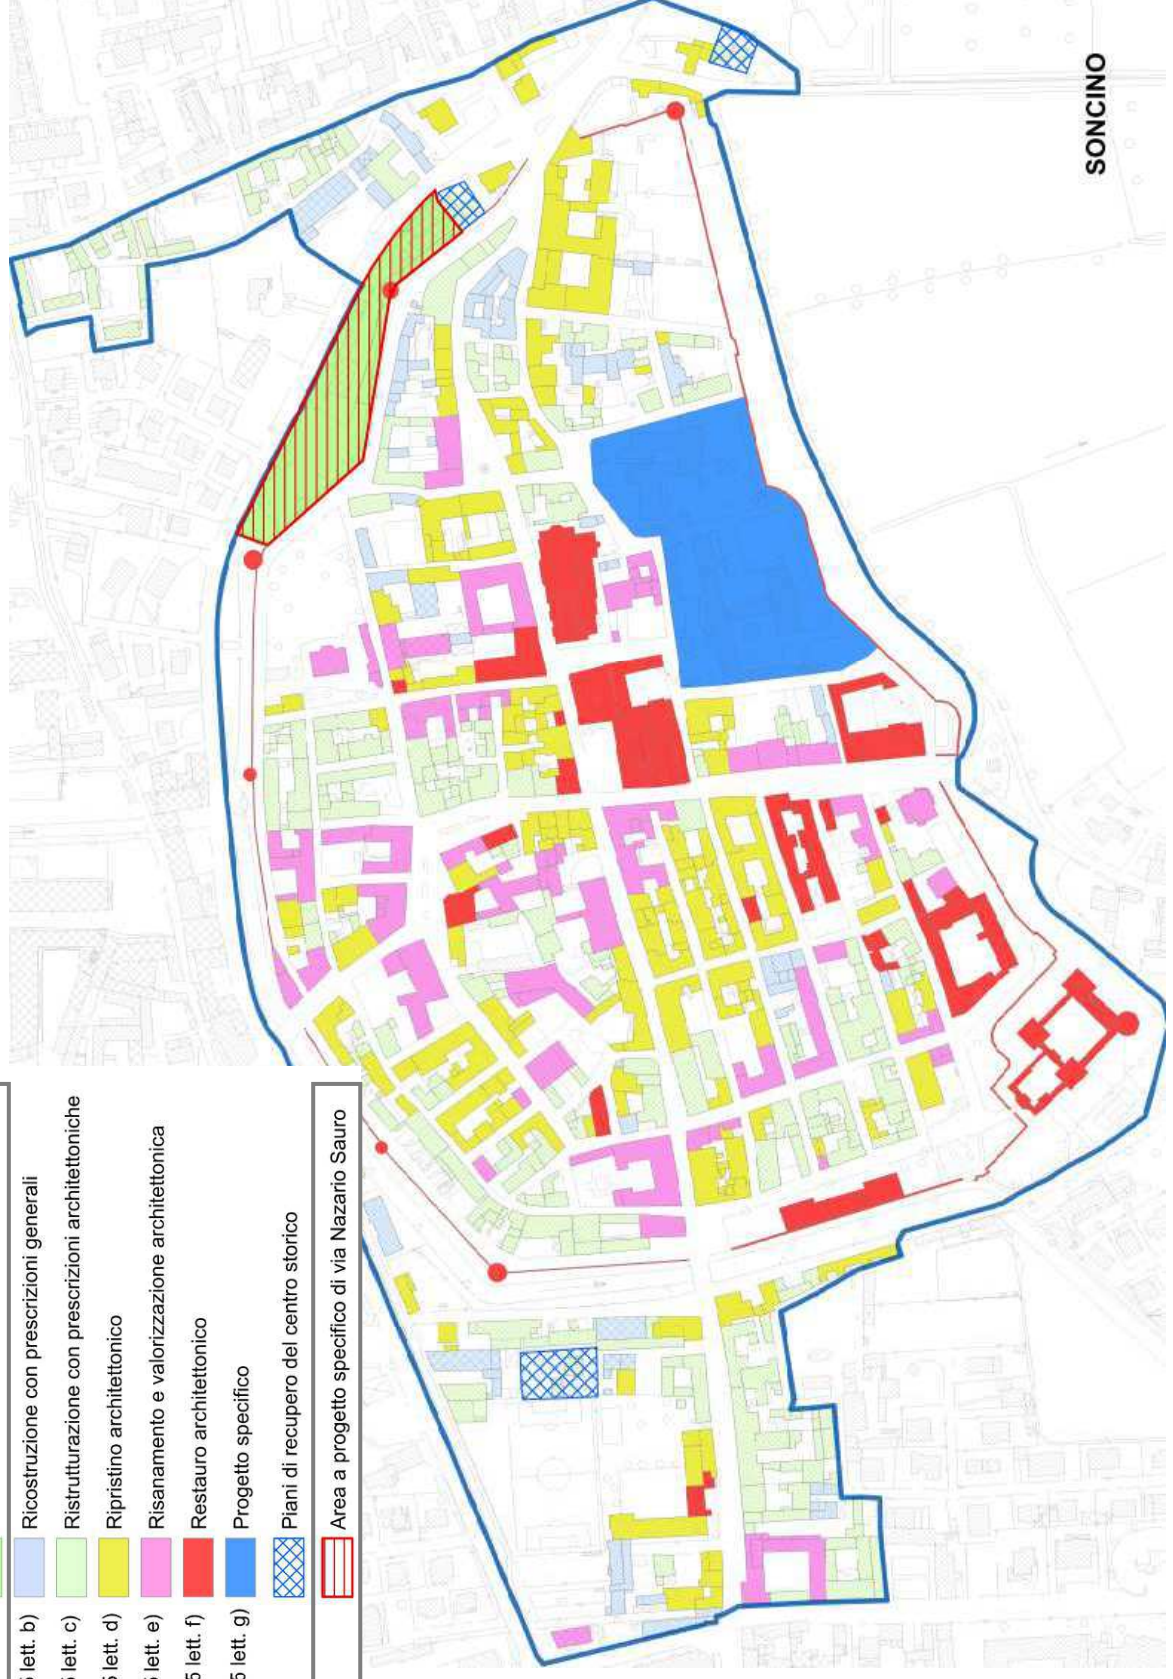 SONCINO
lett. b) Ricostruzione con prescrizioni generali
lett. c) Ristrutturazione con prescrizioni architettoniche
lett. d) Ripristino architettonico
lett. e) Risanamento e valorizzazione architettonica
5 lett. f) Restauro architettonico
5 lett. g) Progetto specifico
Piani di recupero del centro storico
Area a progetto specifico di via Nazario Sauro